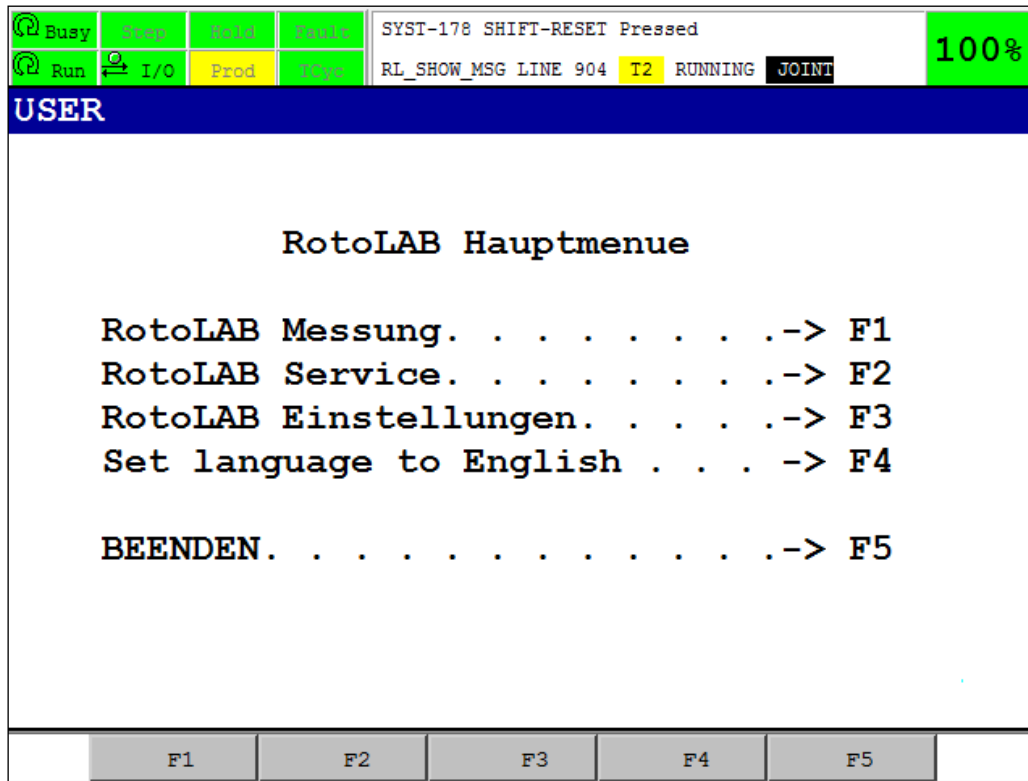 Busy Step Hold Fault SYST-178 SHIFT-RESET Pressed
Run I/O Prod TCyc RL_SHOW_MSG LINE 904 T2 RUNNING JOINT
100%
USER
RotoLAB Hauptmenue
RotoLAB Messung. . . . . . . .-> F1
RotoLAB Service. . . . . . . .-> F2
RotoLAB Einstellungen. . . . .-> F3
Set language to English . . . -> F4
BEENDEN. . . . . . . . . . . .-> F5
F1 F2 F3 F4 F5